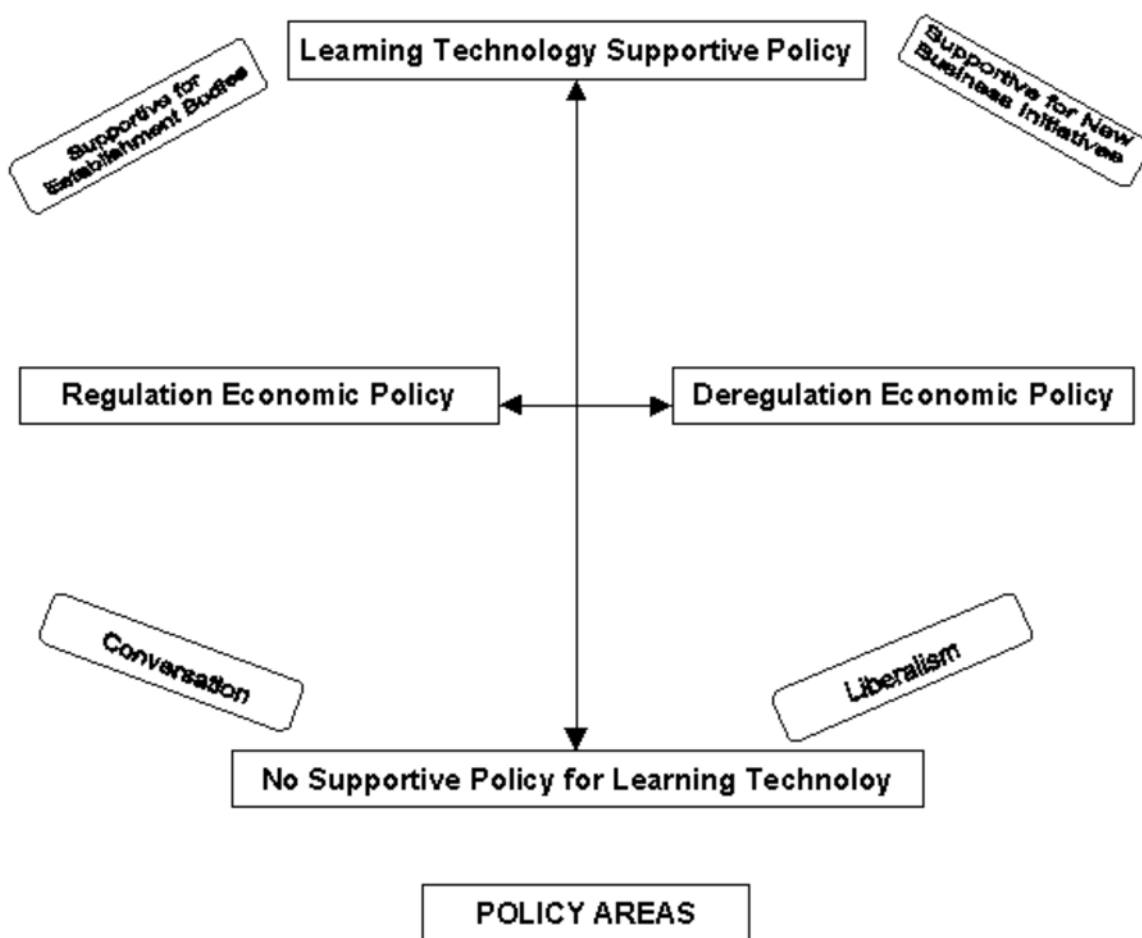 Learning Technology Supportive Policy
Supportive for
Establishment Bodies
Supportive for New
Business Initiatives
Regulation Economic Policy
Deregulation Economic Policy
Conversation
Liberalism
No Supportive Policy for Learning Technoloy
POLICY AREAS